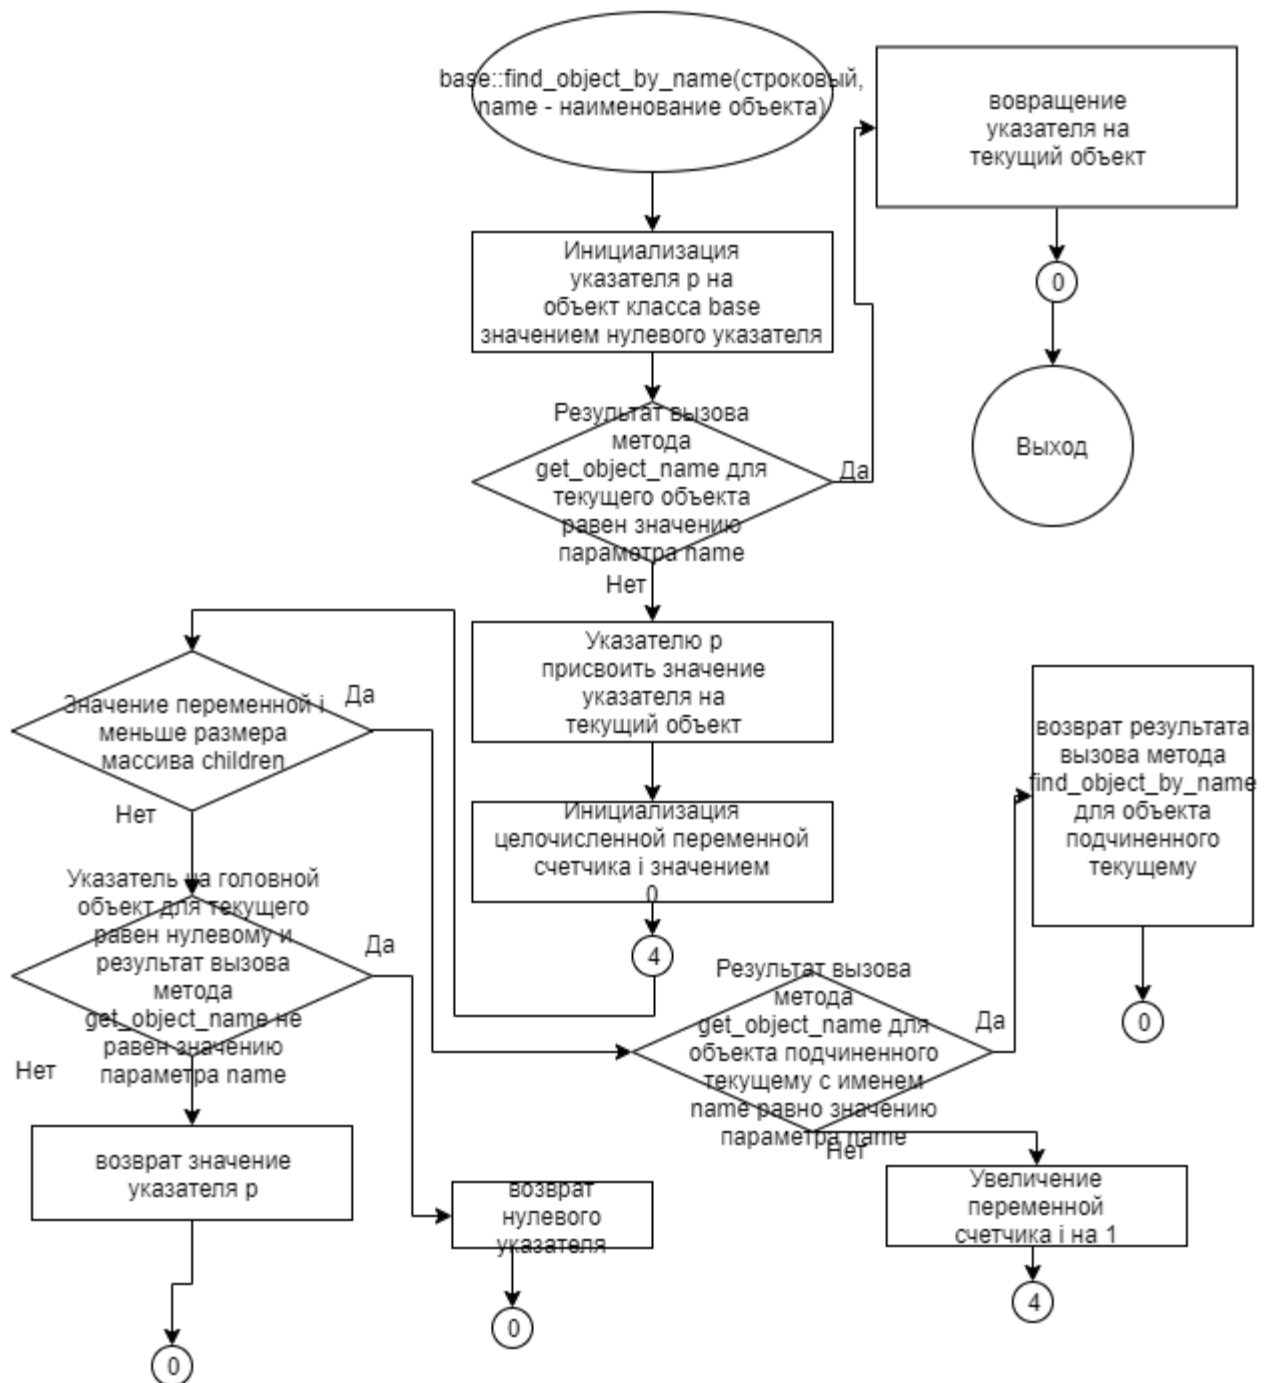 base::find_object_by_name(строковый,
name - наименование объекта)
вовращение
указателя на
текущий объект
0
Выход
Инициализация
указателя p на
объект класса base
значением нулевого указателя
Результат вызова
метода
get_object_name для
текущего объекта
равен значению
параметра name
Да
Нет
Указателю p
присвоить значение
указателя на
текущий объект
Инициализация
целочисленной переменной
счетчика i значением
0
4
Значение переменной i
меньше размера
массива children
Да
Нет
Указатель на головной
объект для текущего
равен нулевому и
результат вызова
метода
get_object_name не
равен значению
параметра name
Да
Нет
возврат значение
указателя p
0
возврат
нулевого
указателя
0
Результат вызова
метода
get_object_name для
объекта подчиненного
текущему с именем
name равно значению
параметра name
Да
Нет
возврат результата
вызова метода
find_object_by_name
для объекта
подчиненного
текущему
0
Увеличение
переменной
счетчика i на 1
4